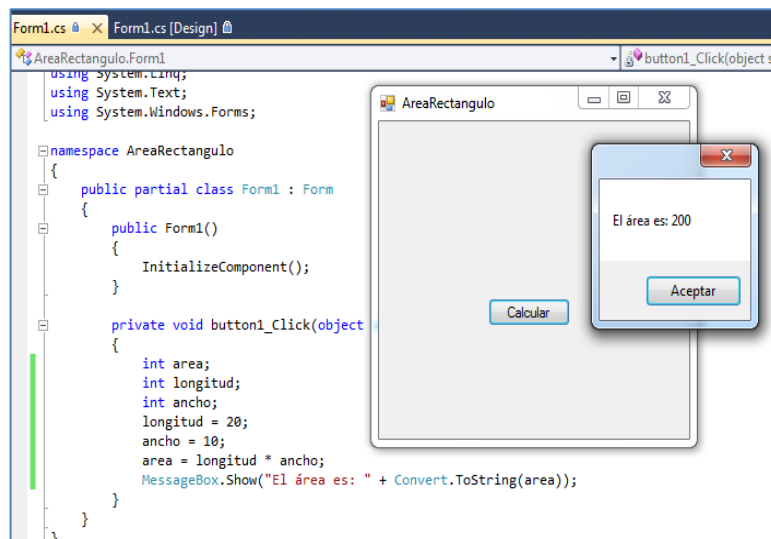 Form1.cs Form1.cs [Design]
AreaRectangulo.Form1 button1_Click(object s
using System.Linq;
using System.Text;
using System.Windows.Forms;
namespace AreaRectangulo
{
public partial class Form1 : Form
{
public Form1()
{
InitializeComponent();
}
private void button1_Click(object
{
int area;
int longitud;
int ancho;
longitud = 20;
ancho = 10;
area = longitud * ancho;
MessageBox.Show("El área es: " + Convert.ToString(area));
}
}
}
AreaRectangulo
Calcular
El área es: 200
Aceptar